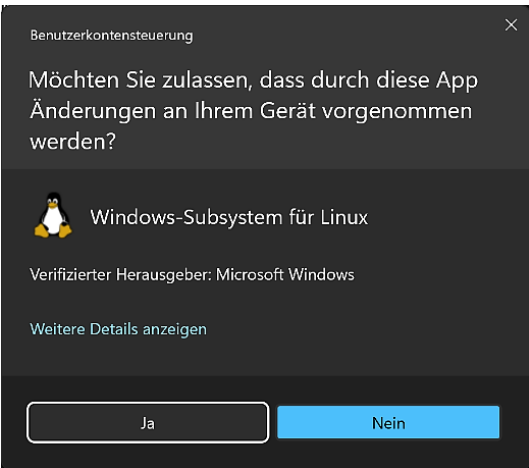 Benutzerkontensteuerung
Möchten Sie zulassen, dass durch diese App
Änderungen an Ihrem Gerät vorgenommen
werden?
Windows-Subsystem für Linux
Verifizierter Herausgeber: Microsoft Windows
Weitere Details anzeigen
Ja
Nein